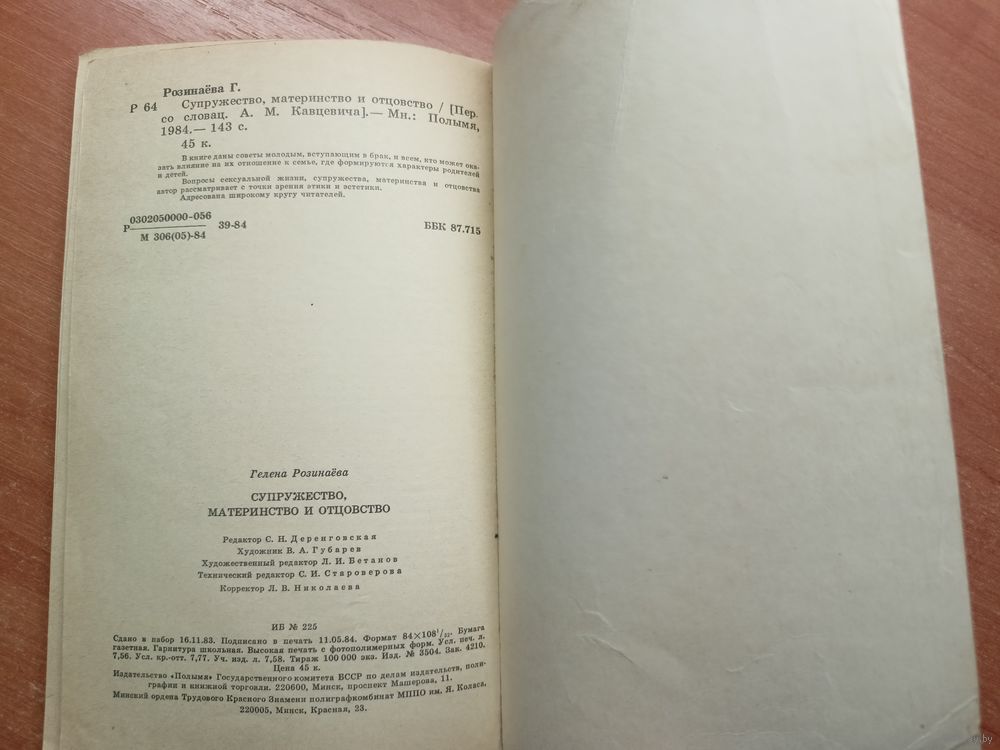 Розинаёва Г.
Р 64 Супружество, материнство и отцовство / [Пер.
со словац. А. М. Кавцевича].— Мн.: Полымя,
1984.— 143 с.
45 к.
В книге даны советы молодым, вступающим в брак, и всем, кто может ока-
зать влияние на их отношение к семье, где формируются характеры родителей
и детей.
Вопросы сексуальной жизни, супружества, материнства и отцовства
автор рассматривает с точки зрения этики и эстетики.
Адресована широкому кругу читателей.
0302050000-056
Р 39-84 ББК 87.715
М 306(05)-84
Гелена Розинаёва
СУПРУЖЕСТВО,
МАТЕРИНСТВО И ОТЦОВСТВО
Редактор С. Н. Деренговская
Художник В. А. Губарев
Художественный редактор Л. И. Бетанов
Технический редактор С. И. Староверова
Корректор Л. В. Николаева
ИБ № 225
Сдано в набор 16.11.83. Подписано в печать 11.05.84. Формат 84×108¹/₃₂. Бумага
газетная. Гарнитура школьная. Высокая печать с фотополимерных форм. Усл. печ. л.
7,56. Усл. кр.-отт. 7,77. Уч. изд. л. 7,58. Тираж 100 000 экз. Изд. № 3504. Зак. 4210.
Цена 45 к.
Издательство «Полымя» Государственного комитета БССР по делам издательств, поли-
графии и книжной торговли. 220600, Минск, проспект Машерова, 11.
Минский ордена Трудового Красного Знамени полиграфкомбинат МППО им. Я. Коласа.
220005, Минск, Красная, 23.